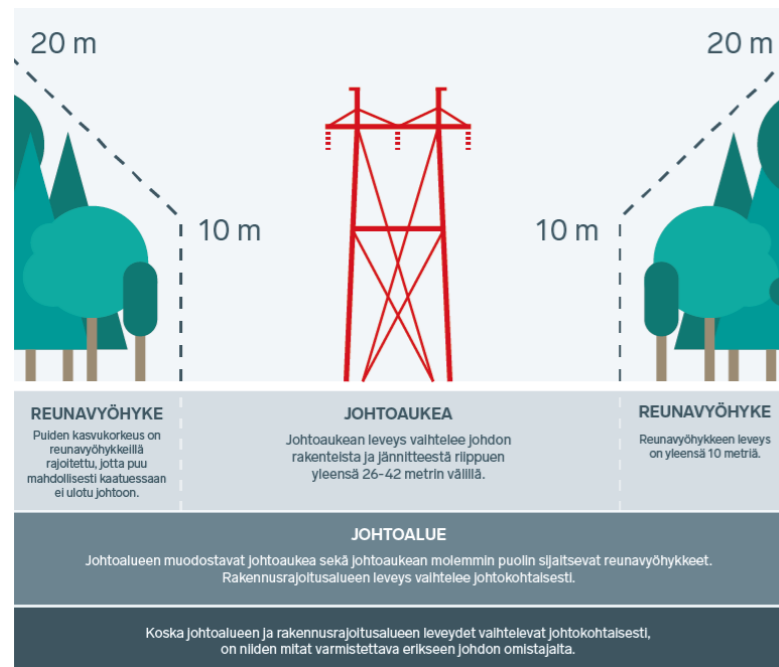 20 m
20 m
10 m
10 m
REUNAVYÖHYKE
Puiden kasvukorkeus on
reunavyöhykkeillä
rajoitettu, jotta puu
mahdollisesti kaatuessaan
ei ulotu johtoon.
JOHTOAUKEA
Johtoaukean leveys vaihtelee johdon
rakenteista ja jännitteestä riippuen
yleensä 26-42 metrin välillä.
REUNAVYÖHYKE
Reunavyöhykkeen leveys
on yleensä 10 metriä.
JOHTOALUE
Johtoalueen muodostavat johtoaukea sekä johtoaukean molemmin puolin sijaitsevat reunavyöhykkeet.
Rakennusrajoitusalueen leveys vaihtelee johtokohtaisesti.
Koska johtoalueen ja rakennusrajoitusalueen leveydet vaihtelevat johtokohtaisesti,
on niiden mitat varmistettava erikseen johdon omistajalta.